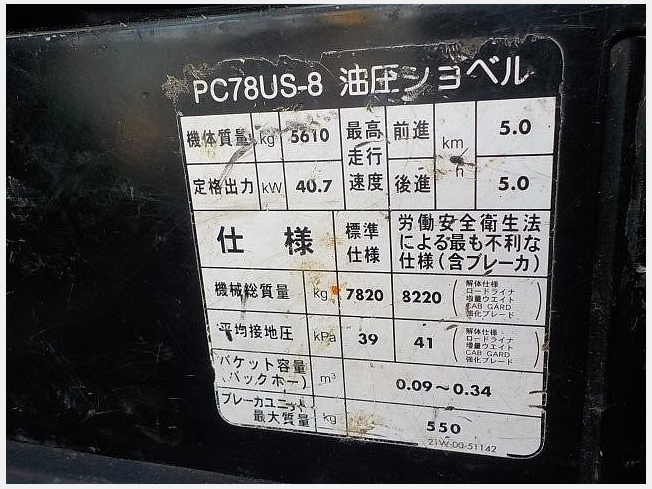 PC78US-8 油圧ショベル
機体質量 kg 5610 最高走行速度 前進 km/h 5.0
定格出力 kW 40.7 後進 5.0
仕様 標準仕様 労働安全衛生法による最も不利な仕様(含ブレーカ)
機械総質量 kg 7820 8220 (解体仕様 ロードライナ 増量ウエイト CAB GARD 強化ブレード)
平均接地圧 kPa 39 41 (解体仕様 ロードライナ 増量ウエイト CAB GARD 強化ブレード)
バケット容量(バックホー) m³ 0.09～0.34
ブレーカユニット最大質量 kg 550
21W-00-51142